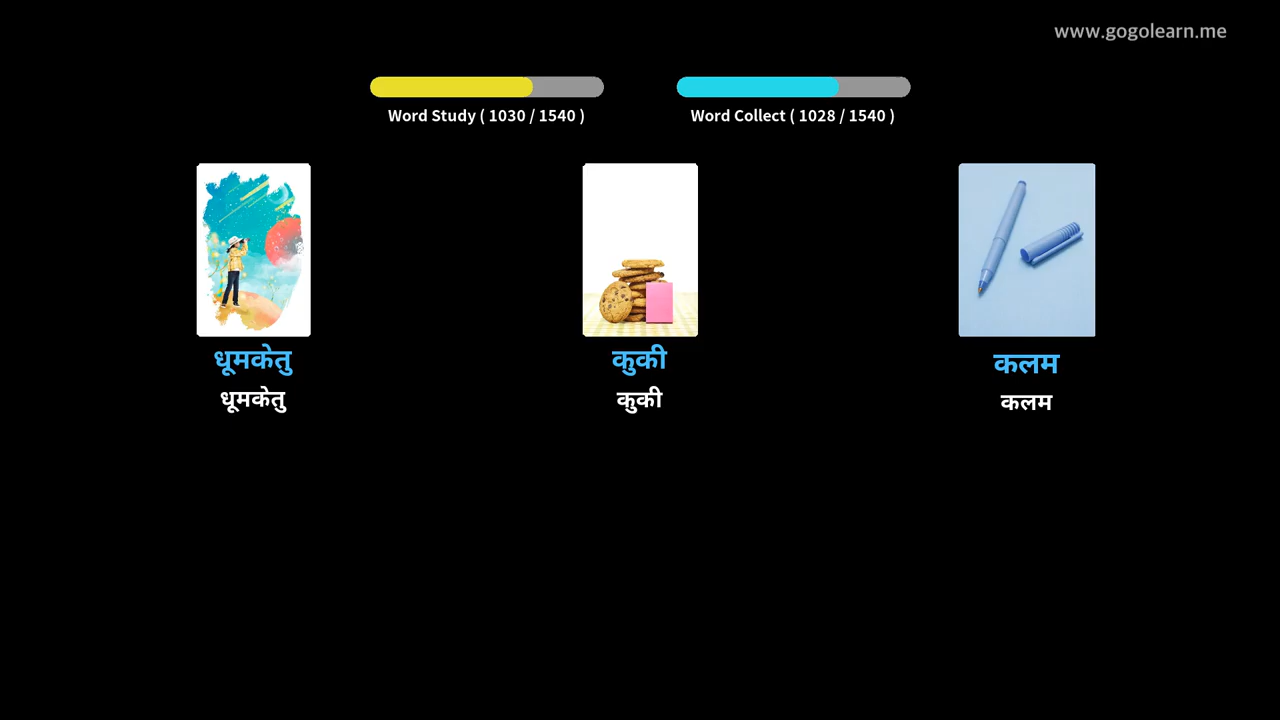 www.gogolearn.me
Word Study ( 1030 / 1540 )
Word Collect ( 1028 / 1540 )
धूमकेतु
धूमकेतु
कुकी
कुकी
कलम
कलम